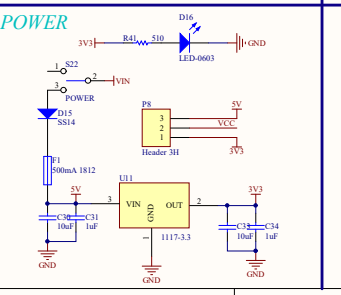 POWER
D16
3V3
R41
510
GND
LED-0603
S22
1
2
VIN
3
POWER
D15
SS14
P8
5V
3
2
VCC
1
Header 3H
3V3
F1
500mA 1812
U11
5V
3
VIN
OUT
2
3V3
GND
C30
10uF
C31
1uF
1
1117-3.3
C33
10uF
C34
1uF
GND
GND
GND